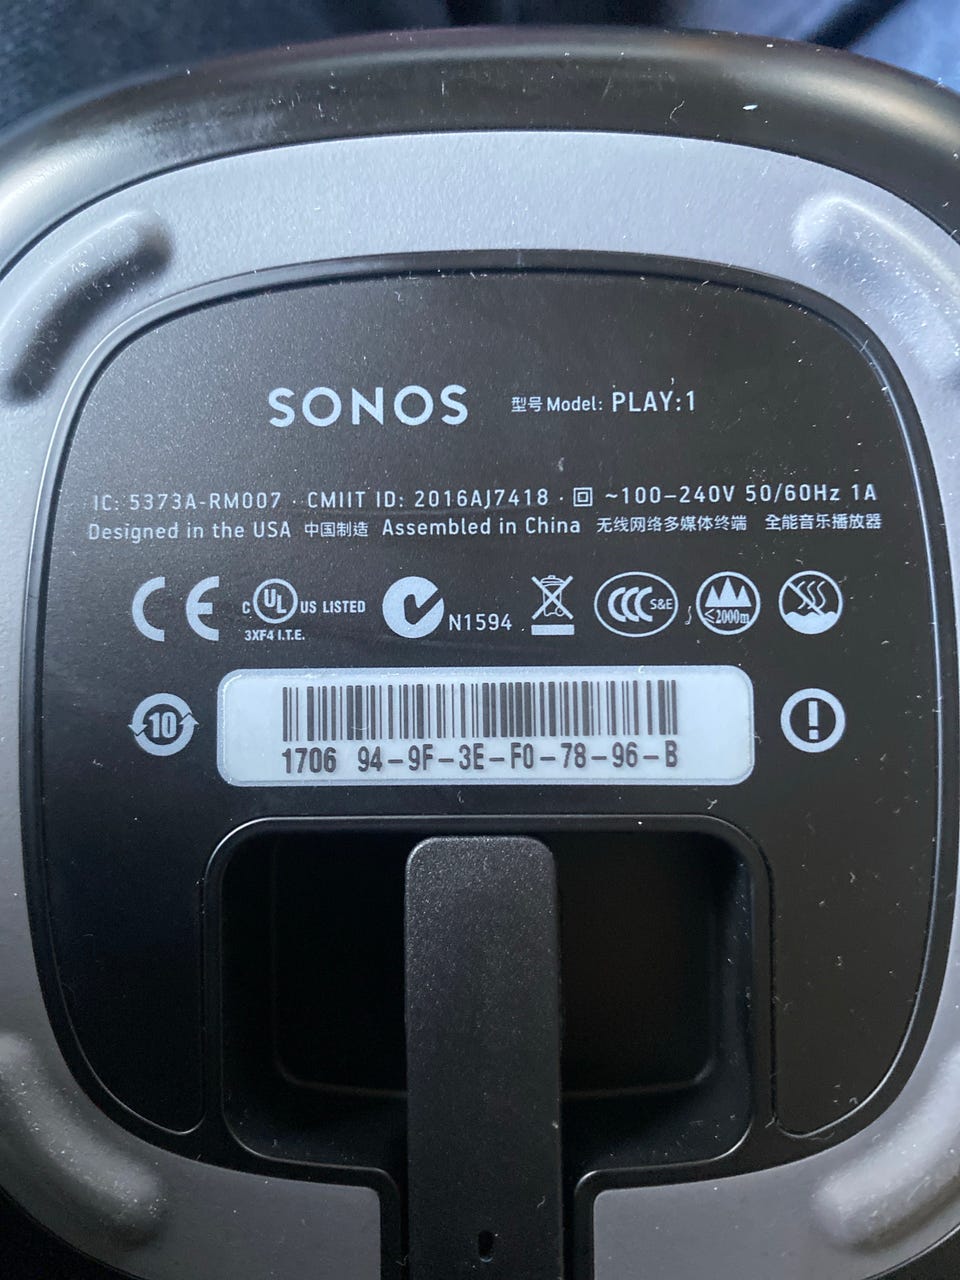 SONOS 型号 Model: PLAY:1
IC: 5373A-RM007 · CMIIT ID: 2016AJ7418 · ~100-240V 50/60Hz 1A
Designed in the USA 中国制造 Assembled in China 无线网络多媒体终端 全能音乐播放器
CE C UL US LISTED N1594 CCC S&E ≤2000m
3XF4 I.T.E.
10 !
1706 94-9F-3E-F0-78-96-B